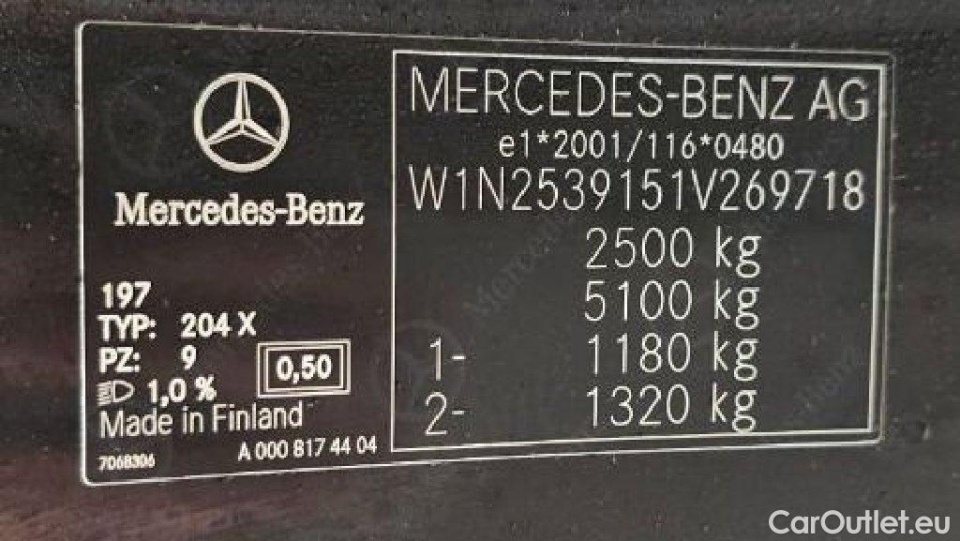 Mercedes-Benz
197
TYP: 204 X
PZ: 9
0,50
1,0 %
Made in Finland
7068306
A 000 817 44 04
MERCEDES-BENZ AG
e1*2001/116*0480
W1N2539151V269718
2500 kg
5100 kg
1- 1180 kg
2- 1320 kg
CarOutlet.eu